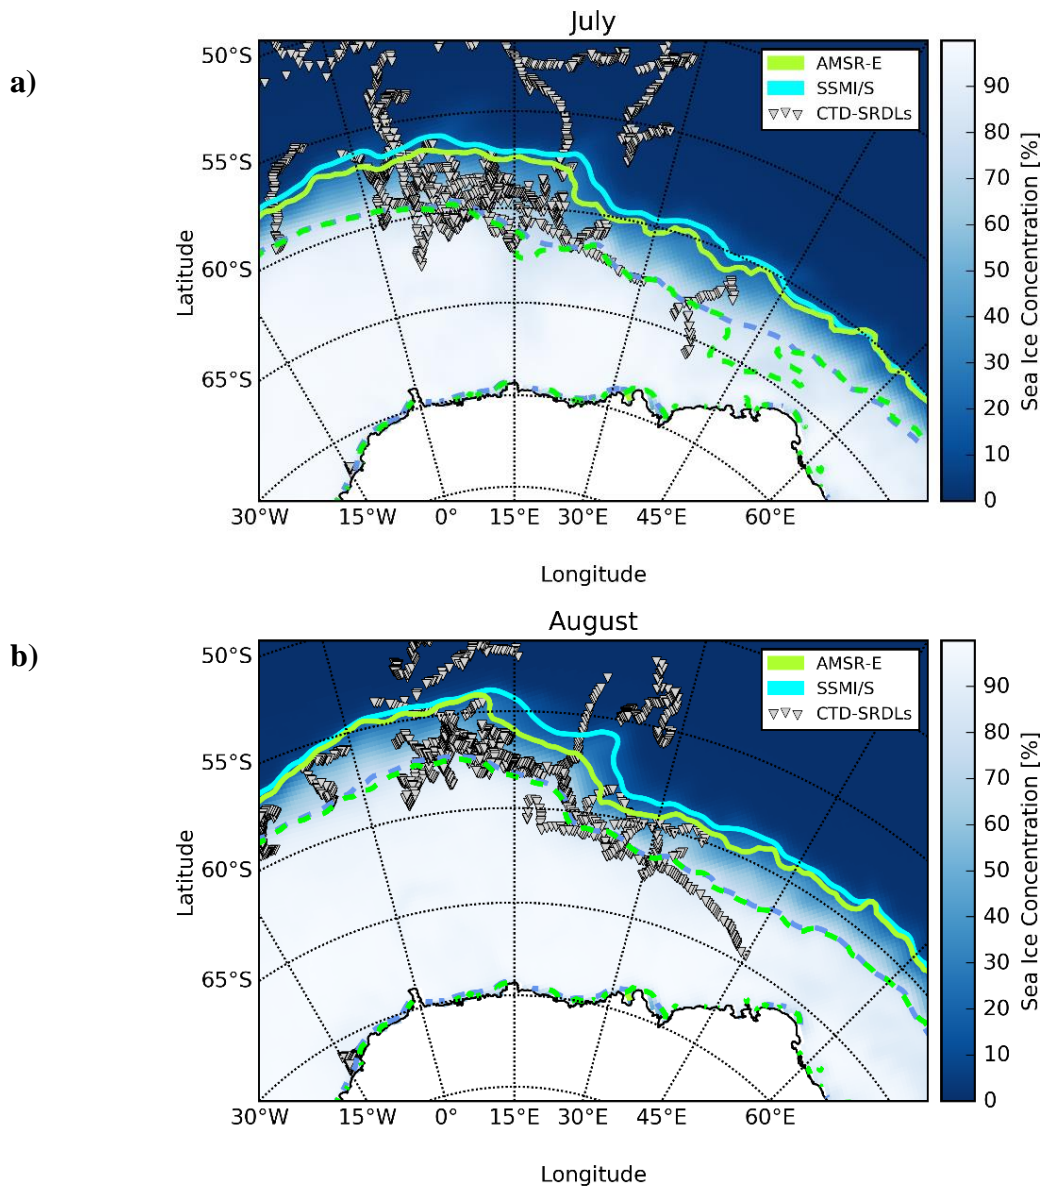 July
a)
50°S
55°S
60°S
65°S
Latitude
AMSR-E
SSMI/S
CTD-SRDLs
90
80
70
60
50
40
30
20
10
0
Sea Ice Concentration [%]
30°W 15°W 0° 15°E 30°E 45°E 60°E
Longitude
August
b)
50°S
55°S
60°S
65°S
Latitude
AMSR-E
SSMI/S
CTD-SRDLs
90
80
70
60
50
40
30
20
10
0
Sea Ice Concentration [%]
30°W 15°W 0° 15°E 30°E 45°E 60°E
Longitude